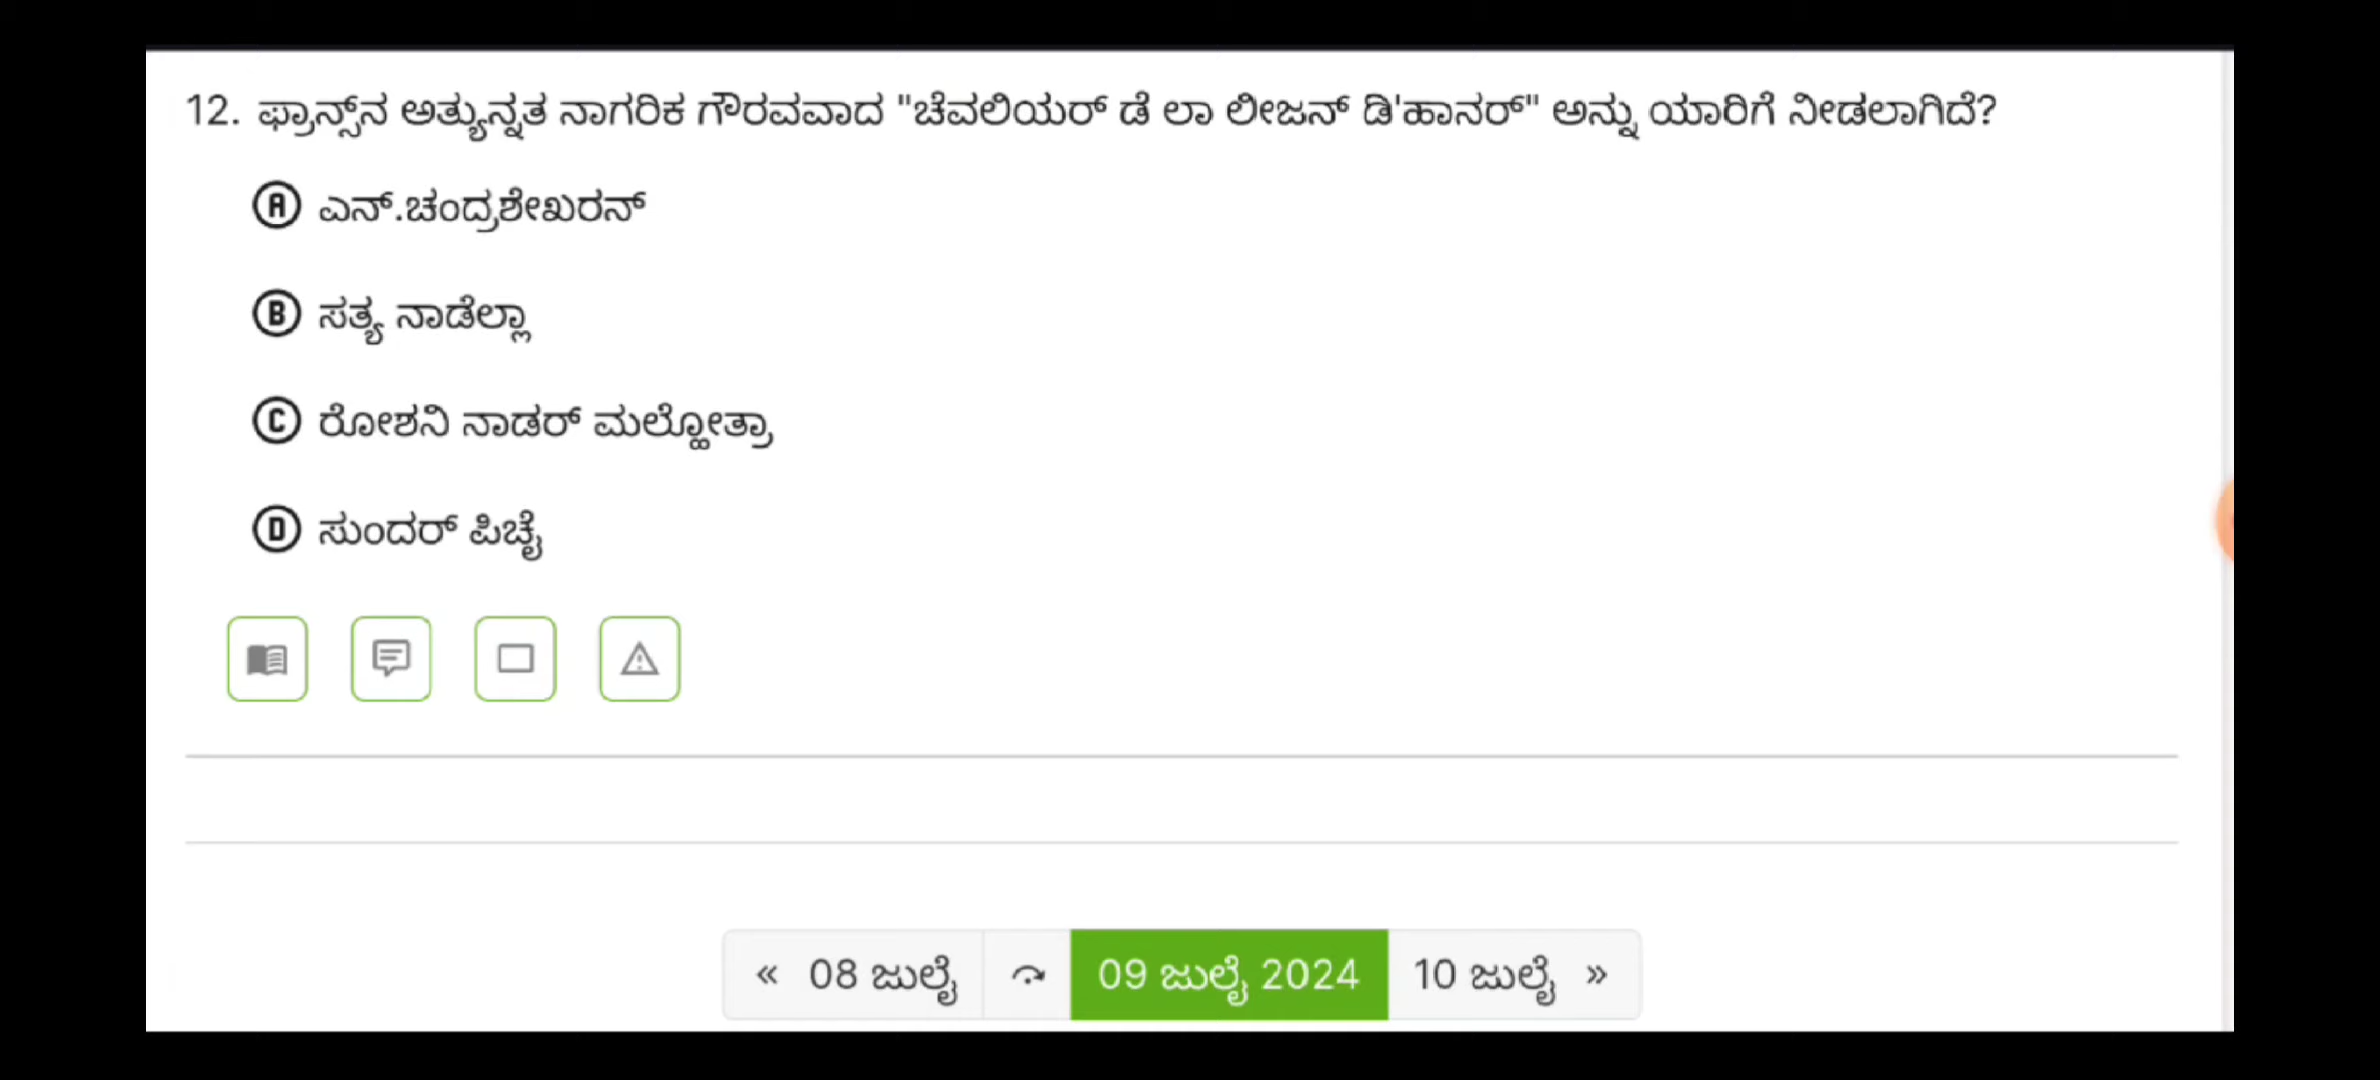 12. ಫ್ರಾನ್ಸ್‌ನ ಅತ್ಯುನ್ನತ ನಾಗರಿಕ ಗೌರವವಾದ "ಚೆವಲಿಯರ್ ಡೆ ಲಾ ಲೀಜನ್ ಡಿ'ಹಾನರ್" ಅನ್ನು ಯಾರಿಗೆ ನೀಡಲಾಗಿದೆ?
A ಎನ್.ಚಂದ್ರಶೇಖರನ್
B ಸತ್ಯ ನಾಡೆಲ್ಲಾ
C ರೋಶನಿ ನಾಡರ್ ಮಲ್ಹೋತ್ರಾ
D ಸುಂದರ್ ಪಿಚೈ
« 08 ಜುಲೈ 09 ಜುಲೈ 2024 10 ಜುಲೈ »